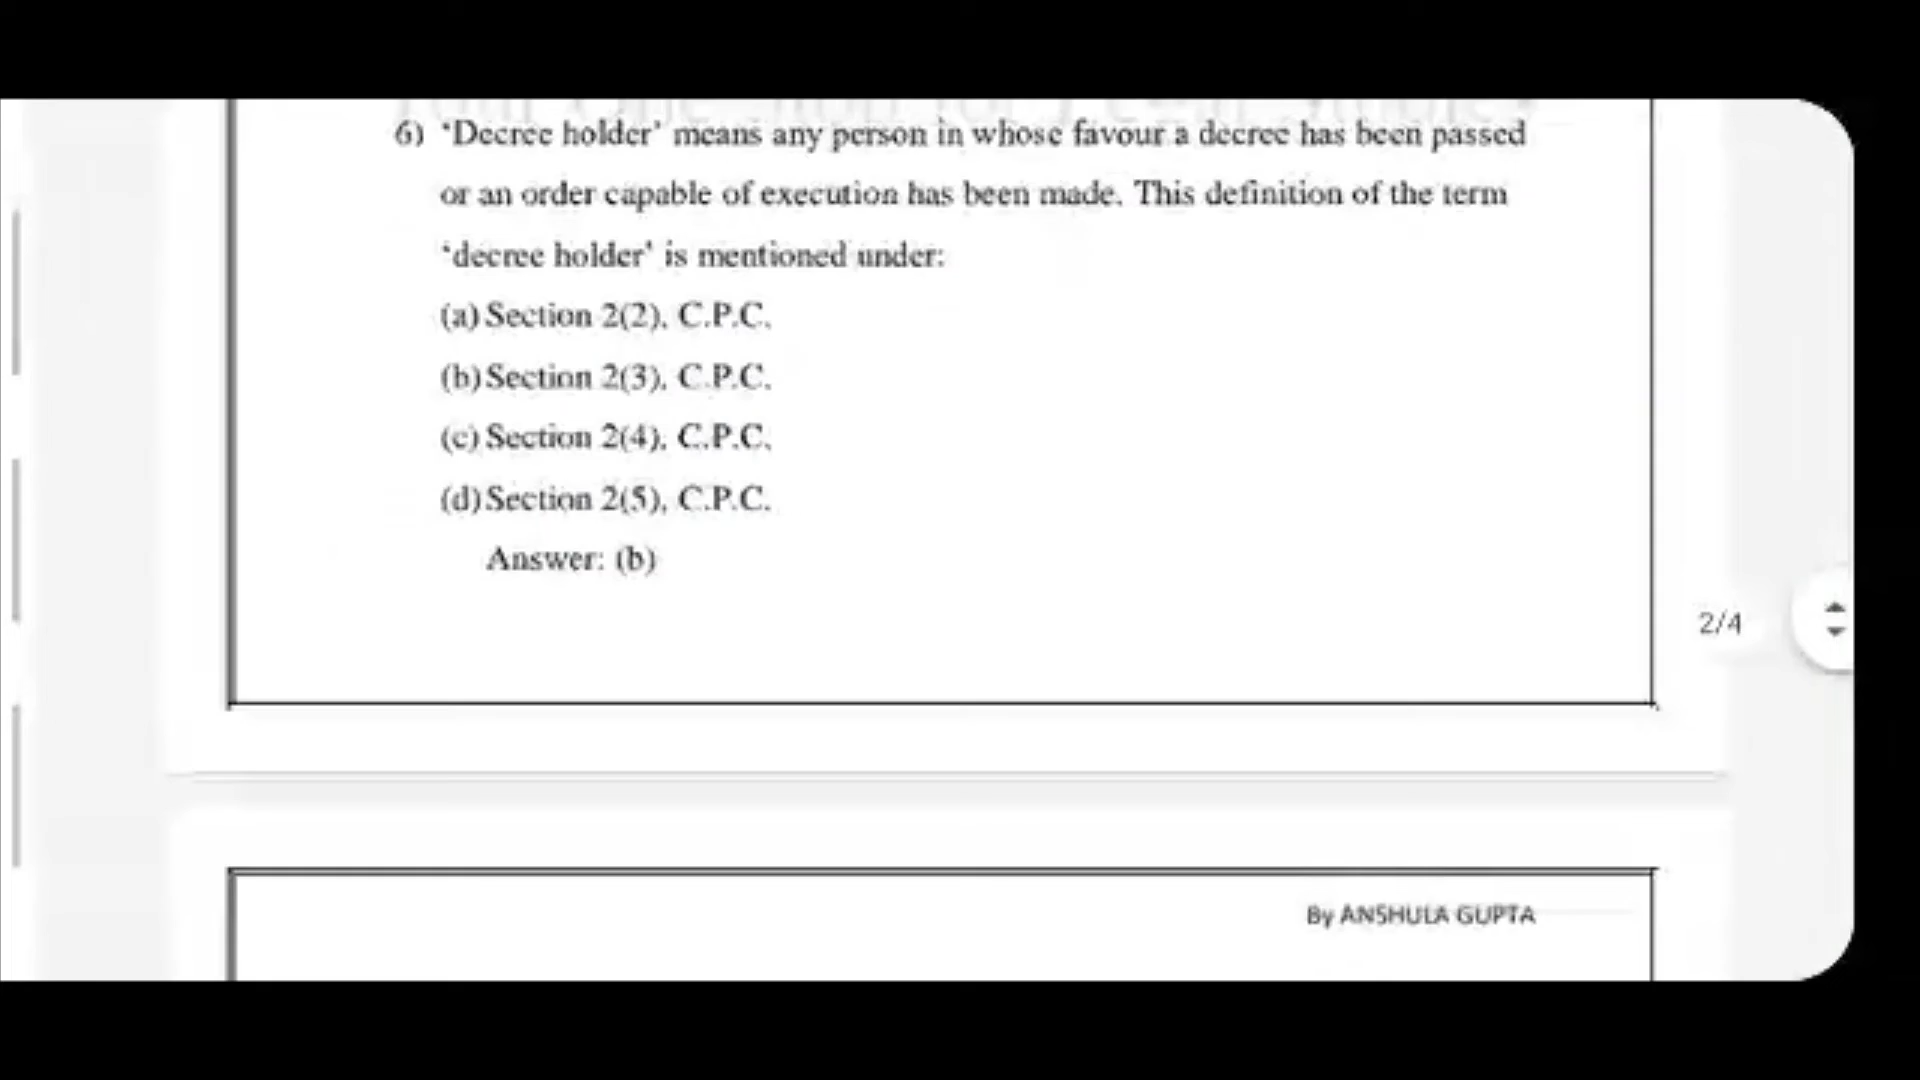 6) ‘Decree holder’ means any person in whose favour a decree has been passed
or an order capable of execution has been made. This definition of the term
‘decree holder’ is mentioned under:
(a) Section 2(2), C.P.C.
(b) Section 2(3), C.P.C.
(c) Section 2(4), C.P.C.
(d) Section 2(5), C.P.C.
Answer: (b)
2/4
By ANSHULA GUPTA